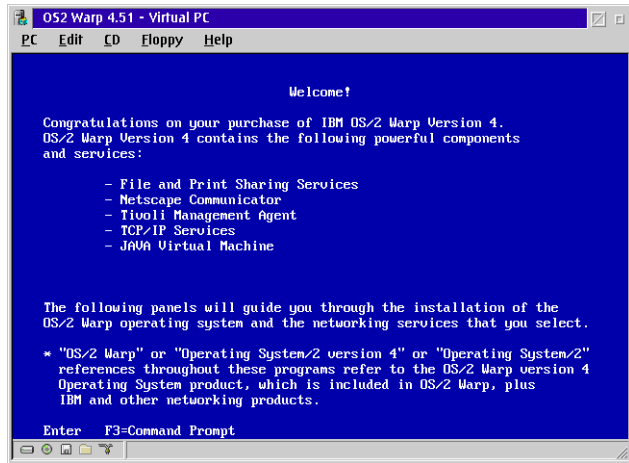 OS2 Warp 4.51 - Virtual PC
PC Edit CD Floppy Help
Welcome!
Congratulations on your purchase of IBM OS/2 Warp Version 4.
OS/2 Warp Version 4 contains the following powerful components
and services:
- File and Print Sharing Services
- Netscape Communicator
- Tivoli Management Agent
- TCP/IP Services
- JAVA Virtual Machine
The following panels will guide you through the installation of the
OS/2 Warp operating system and the networking services that you select.
* "OS/2 Warp" or "Operating System/2 version 4" or "Operating System/2"
references throughout these programs refer to the OS/2 Warp version 4
Operating System product, which is included in OS/2 Warp, plus
IBM and other networking products.
Enter F3=Command Prompt